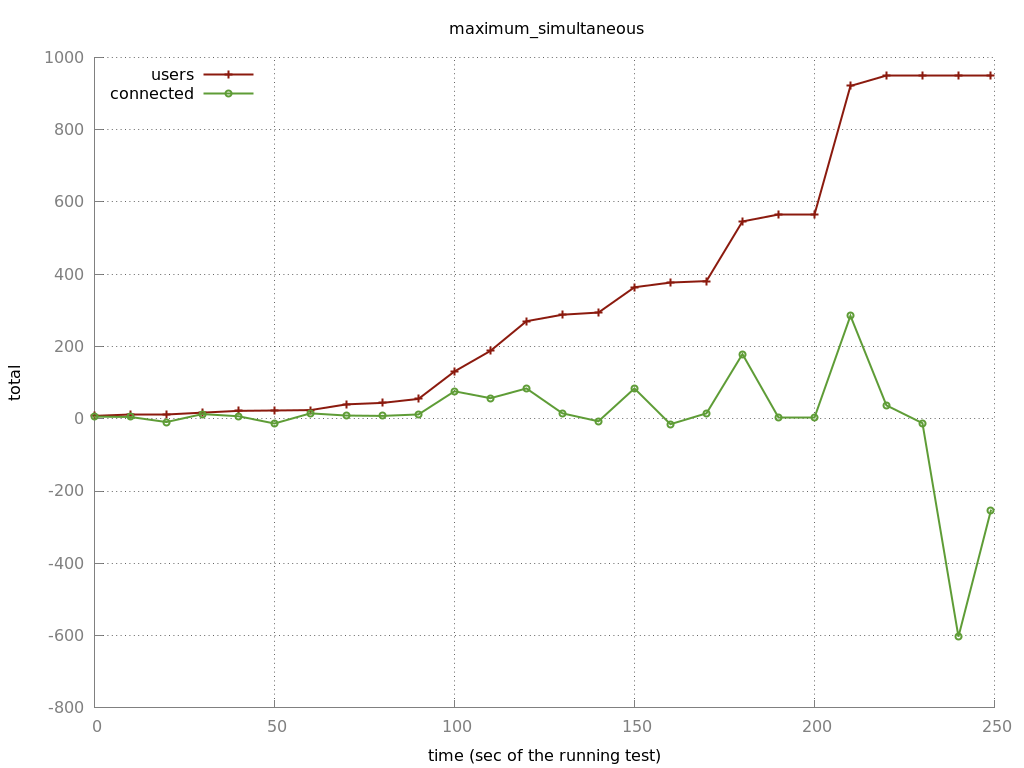 maximum_simultaneous
users
connected
1000
800
600
400
200
0
-200
-400
-600
-800
total
0 50 100 150 200 250
time (sec of the running test)